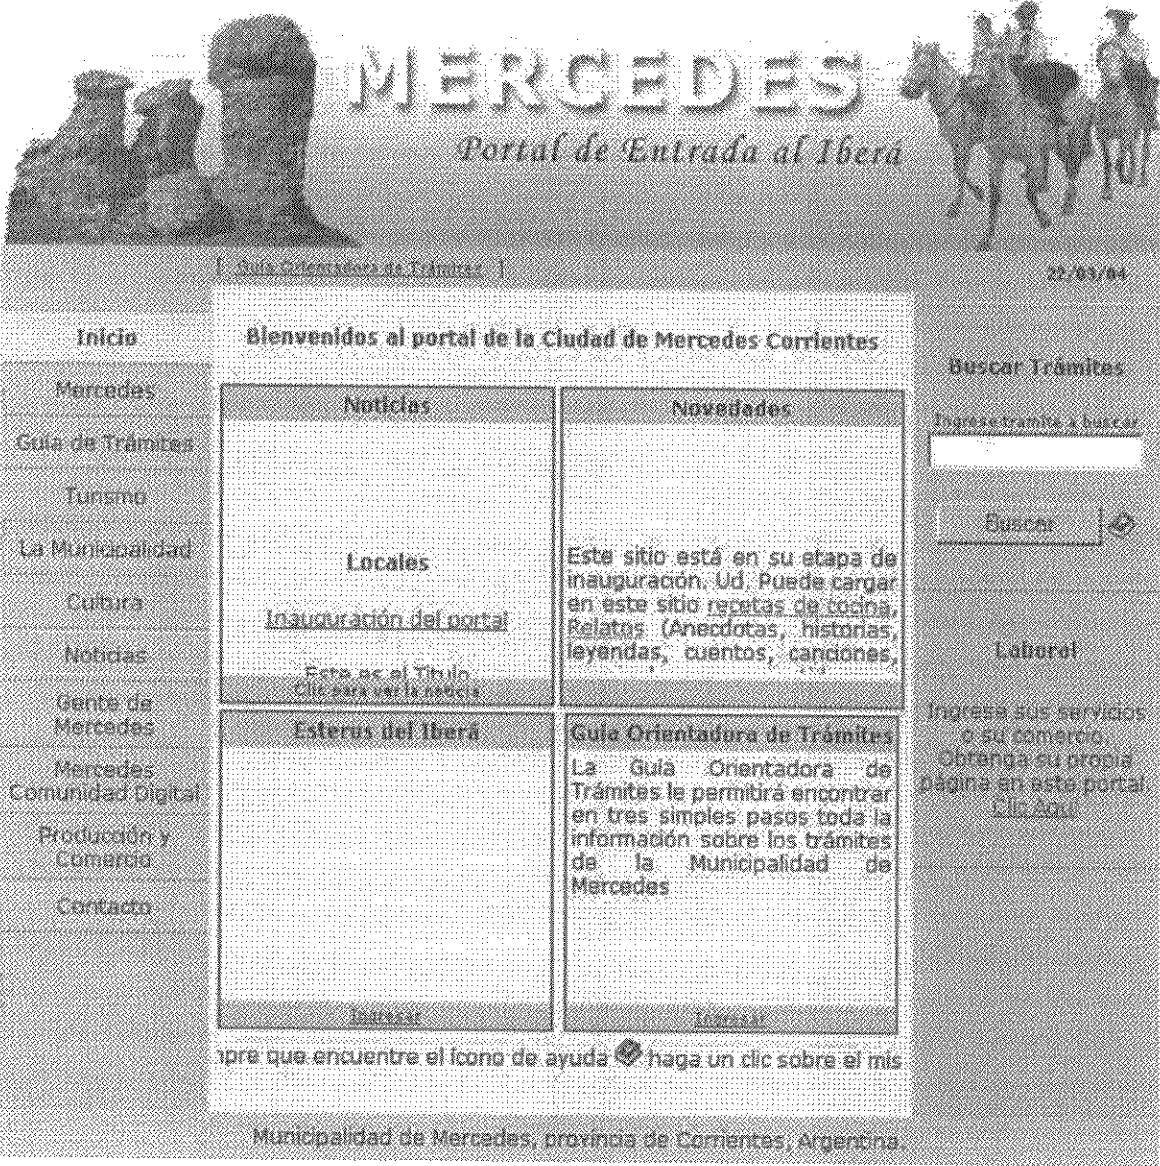 MERCEDES
Portal de Entrada al Iberá
[ Guía Orientadora de Trámites ]
22/03/04
Inicio
Mercedes
Guía de Trámites
Turismo
La Municipalidad
Cultura
Noticias
Gente de
Mercedes
Mercedes
Comunidad Digital
Producción y
Comercio
Contacto
Bienvenidos al portal de la Ciudad de Mercedes Corrientes
Noticias
Locales
Inauguración del portal
Este es el Título
Clic para ver la noticia
Novedades
Este sitio está en su etapa de
inauguración. Ud. Puede cargar
en este sitio recetas de cocina,
Relatos (Anecdotas, historias,
leyendas, cuentos, canciones,
Esterus del Iberá
Ingresar
Guía Orientadora de Trámites
La Guía Orientadora de
Trámites le permitirá encontrar
en tres simples pasos toda la
información sobre los trámites
de la Municipalidad de
Mercedes
Ingresar
npre que encuentre el ícono de ayuda haga un clic sobre el mis
Buscar Trámites
Ingrese tramite a buscar
Buscar
Laboral
Ingrese sus servicios
o su comercio.
Obtenga su propia
página en este portal
Clic Aquí
Municipalidad de Mercedes, provincia de Corrientes, Argentina.